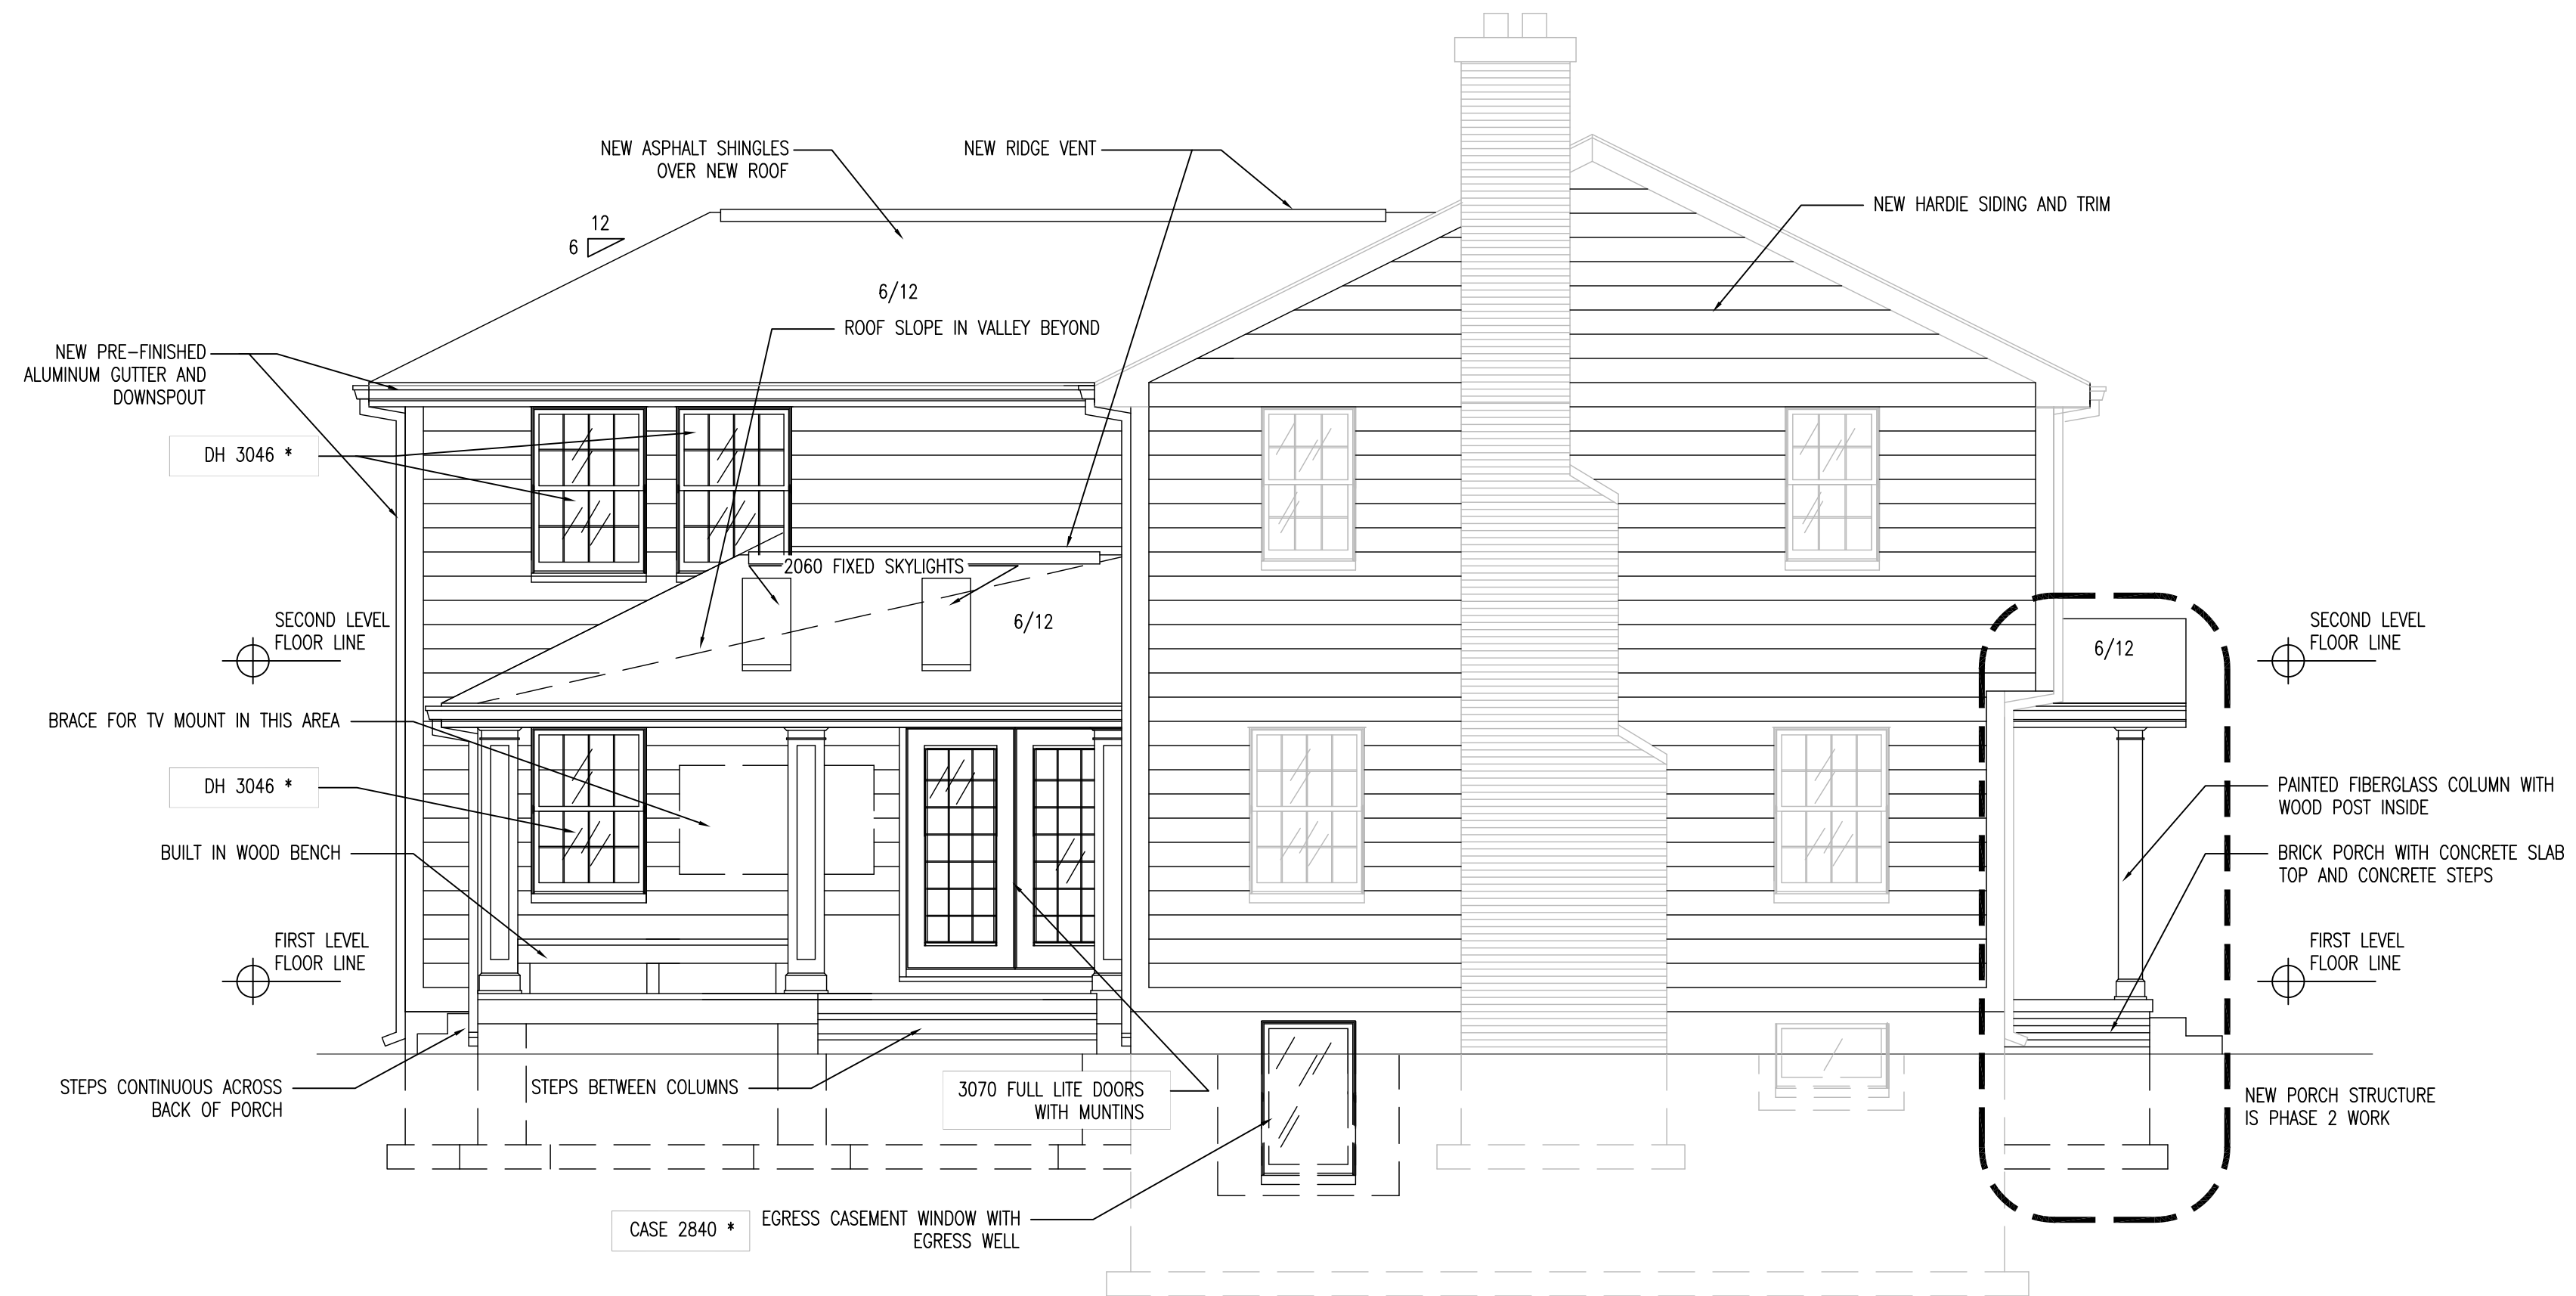 NEW ASPHALT SHINGLES
OVER NEW ROOF
NEW RIDGE VENT
NEW HARDIE SIDING AND TRIM
12
6
6/12
ROOF SLOPE IN VALLEY BEYOND
NEW PRE-FINISHED
ALUMINUM GUTTER AND
DOWNSPOUT
DH 3046 *
2060 FIXED SKYLIGHTS
6/12
SECOND LEVEL
FLOOR LINE
SECOND LEVEL
FLOOR LINE
6/12
BRACE FOR TV MOUNT IN THIS AREA
DH 3046 *
PAINTED FIBERGLASS COLUMN WITH
WOOD POST INSIDE
BUILT IN WOOD BENCH
BRICK PORCH WITH CONCRETE SLAB
TOP AND CONCRETE STEPS
FIRST LEVEL
FLOOR LINE
FIRST LEVEL
FLOOR LINE
STEPS CONTINUOUS ACROSS
BACK OF PORCH
STEPS BETWEEN COLUMNS
3070 FULL LITE DOORS
WITH MUNTINS
NEW PORCH STRUCTURE
IS PHASE 2 WORK
CASE 2840 *
EGRESS CASEMENT WINDOW WITH
EGRESS WELL